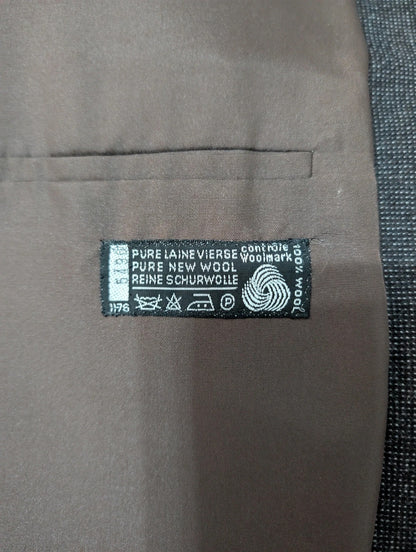 PURE LAINE VIERGE
PURE NEW WOOL
REINE SCHURWOLLE
contrôle
Woolmark
100% WOOL
1176
P